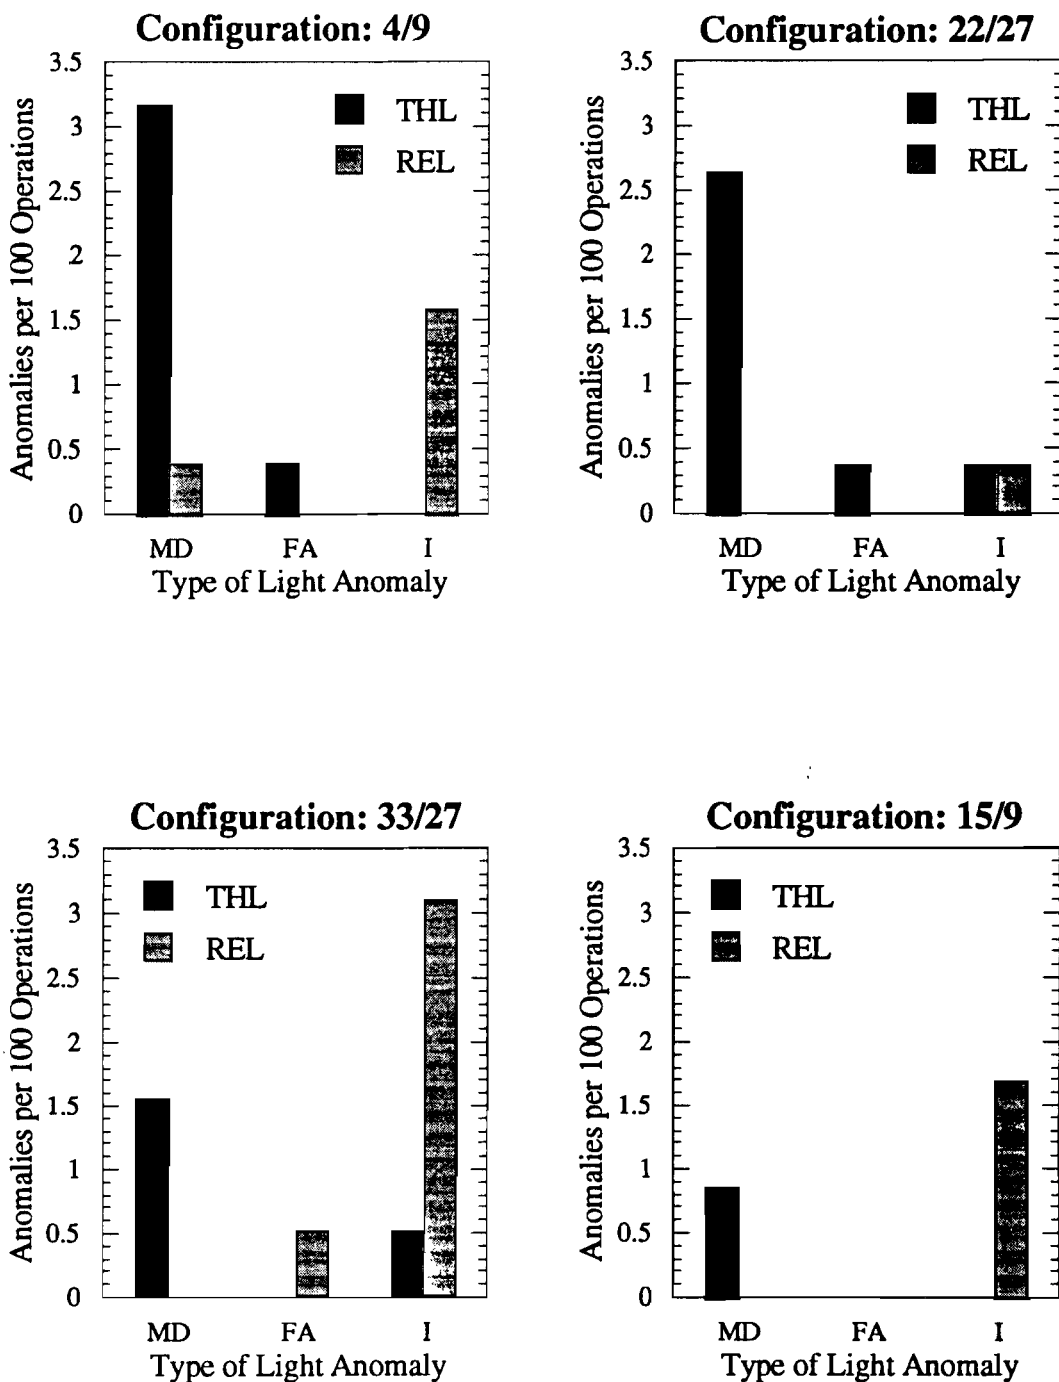 Configuration: 4/9
3.5
3
2.5
2
1.5
1
0.5
0
Anomalies per 100 Operations
THL
REL
MD FA I
Type of Light Anomaly
Configuration: 22/27
3.5
3
2.5
2
1.5
1
0.5
0
Anomalies per 100 Operations
THL
REL
MD FA I
Type of Light Anomaly
Configuration: 33/27
3.5
3
2.5
2
1.5
1
0.5
0
Anomalies per 100 Operations
THL
REL
MD FA I
Type of Light Anomaly
Configuration: 15/9
3.5
3
2.5
2
1.5
1
0.5
0
Anomalies per 100 Operations
THL
REL
MD FA I
Type of Light Anomaly